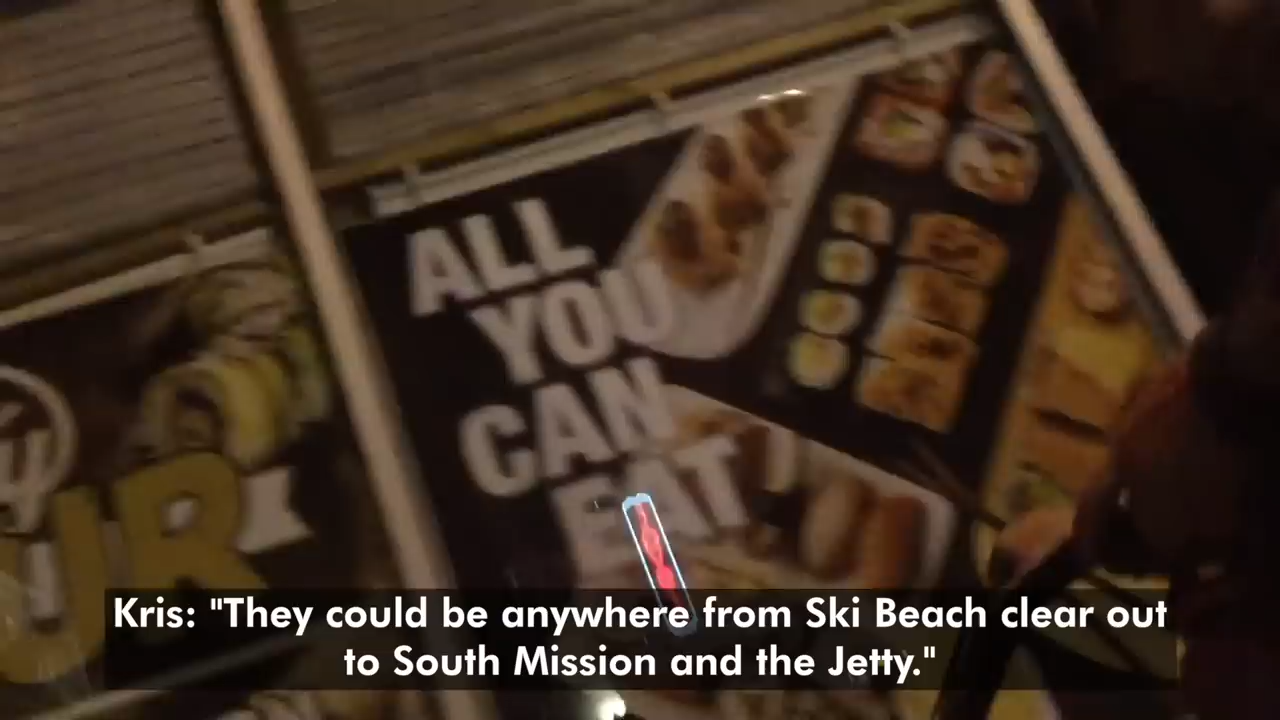 ALL
YOU
CAN
EAT
UR
Kris: "They could be anywhere from Ski Beach clear out
to South Mission and the Jetty."